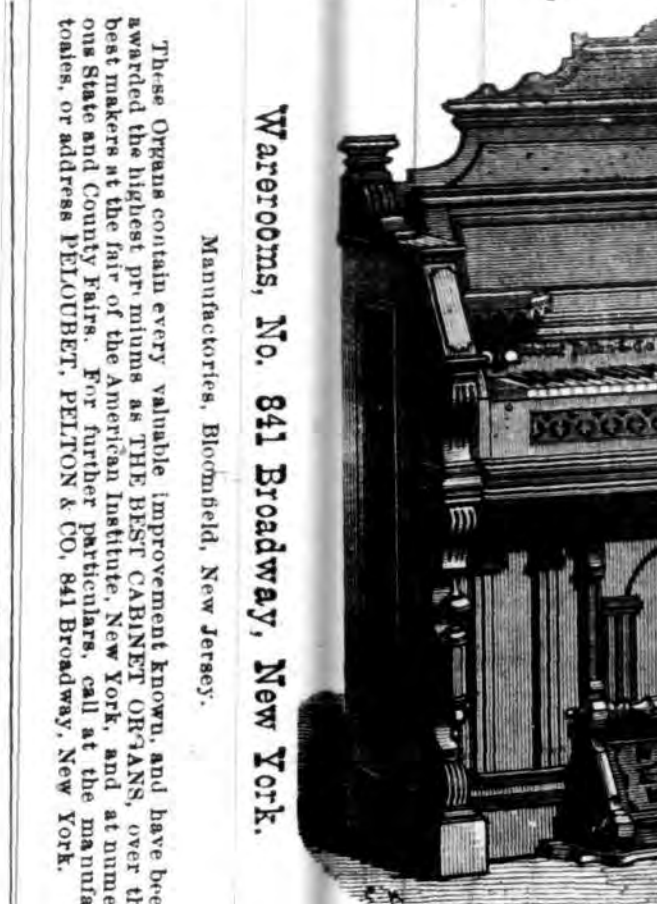 Warerooms, No. 841 Broadway, New York.
Manufactories, Bloomfield, New Jersey.
These Organs contain every valuable improvement known, and have bee
awarded the highest premiums as THE BEST CABINET ORGANS, over th
best makers at the fair of the American Institute, New York, and at nume
ous State and County Fairs. For further particulars, call at the manufa
toaies, or address PELOUBET, PELTON & CO, 841 Broadway, New York.